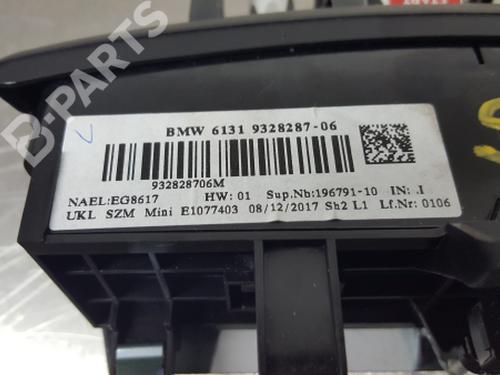 START
B-PARTS
BMW 6131 9328287-06
932828706M
NAEL:EG8617 HW: 01 Sup.Nb:196791-10 IN: .I
UKL SZM Mini E1077403 08/12/2017 Sh2 L1 Lf.Nr: 0106